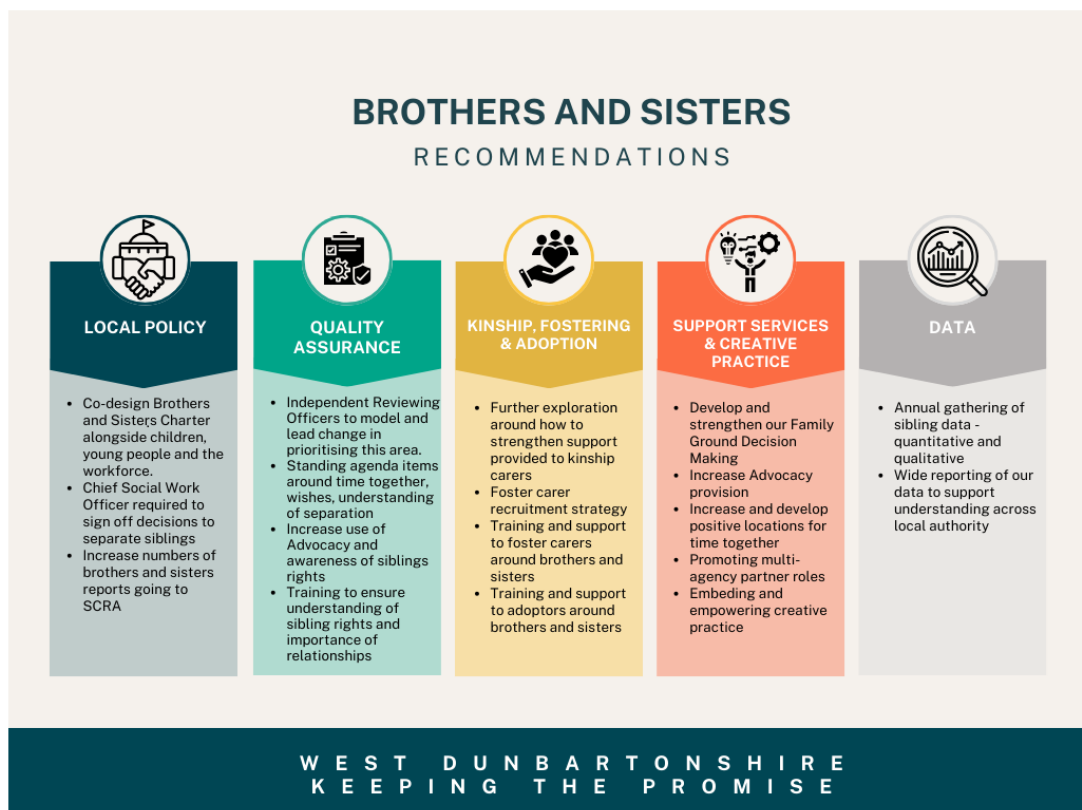 BROTHERS AND SISTERS
RECOMMENDATIONS
LOCAL POLICY
• Co-design Brothers
and Sisters Charter
alongside children,
young people and the
workforce.
• Chief Social Work
Officer required to
sign off decisions to
separate siblings
• Increase numbers of
brothers and sisters
reports going to
SCRA
QUALITY
ASSURANCE
• Independent Reviewing
Officers to model and
lead change in
prioritising this area.
• Standing agenda items
around time together,
wishes, understanding
of separation
• Increase use of
Advocacy and
awareness of siblings
rights
• Training to ensure
understanding of
sibling rights and
importance of
relationships
KINSHIP, FOSTERING
& ADOPTION
• Further exploration
around how to
strengthen support
provided to kinship
carers
• Foster carer
recruitment strategy
• Training and support
to foster carers
around brothers and
sisters
• Training and support
to adoptors around
brothers and sisters
SUPPORT SERVICES
& CREATIVE
PRACTICE
• Develop and
strengthen our Family
Ground Decision
Making
• Increase Advocacy
provision
• Increase and develop
positive locations for
time together
• Promoting multi-
agency partner roles
• Embeding and
empowering creative
practice
DATA
• Annual gathering of
sibling data -
quantitative and
qualitative
• Wide reporting of our
data to support
understanding across
local authority
WEST DUNBARTONSHIRE
KEEPING THE PROMISE